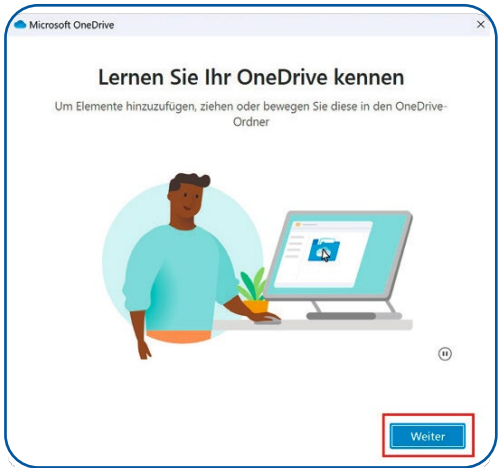 Microsoft OneDrive
Lernen Sie Ihr OneDrive kennen
Um Elemente hinzuzufügen, ziehen oder bewegen Sie diese in den OneDrive-
Ordner
Weiter